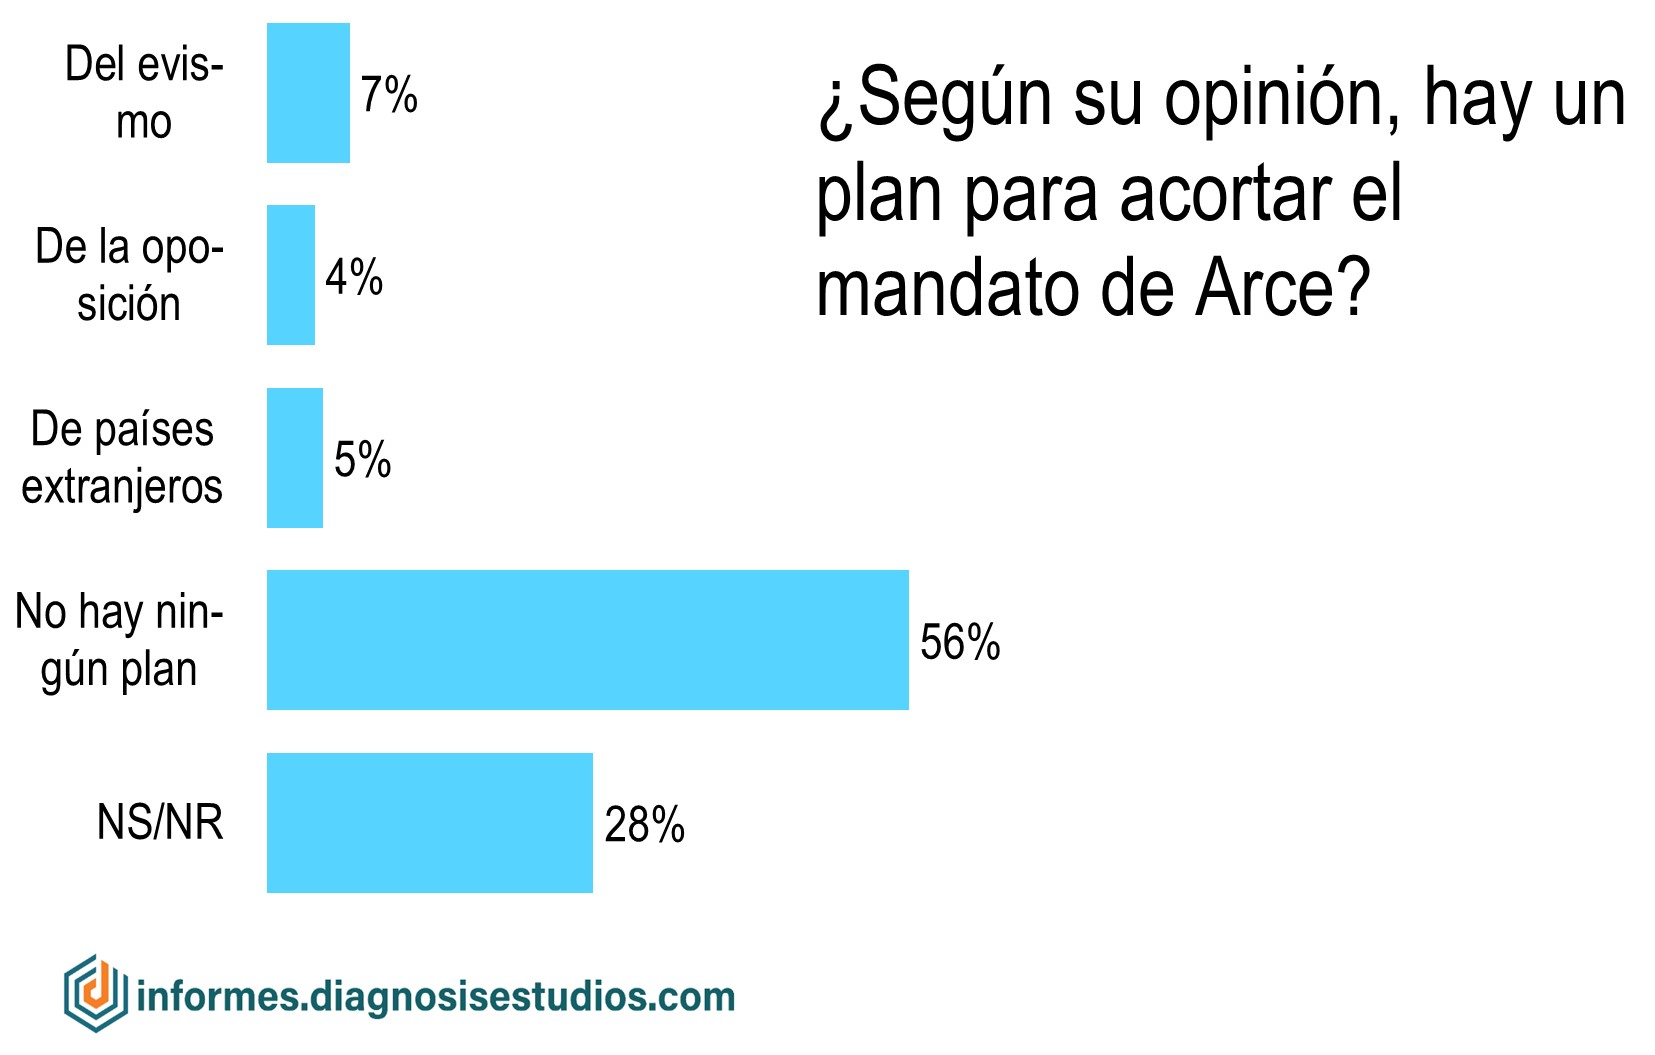 Del evis-
mo
7%
¿Según su opinión, hay un
plan para acortar el
mandato de Arce?
De la opo-
sición
4%
De países
extranjeros
5%
No hay nin-
gún plan
56%
NS/NR
28%
informes.diagnosisestudios.com